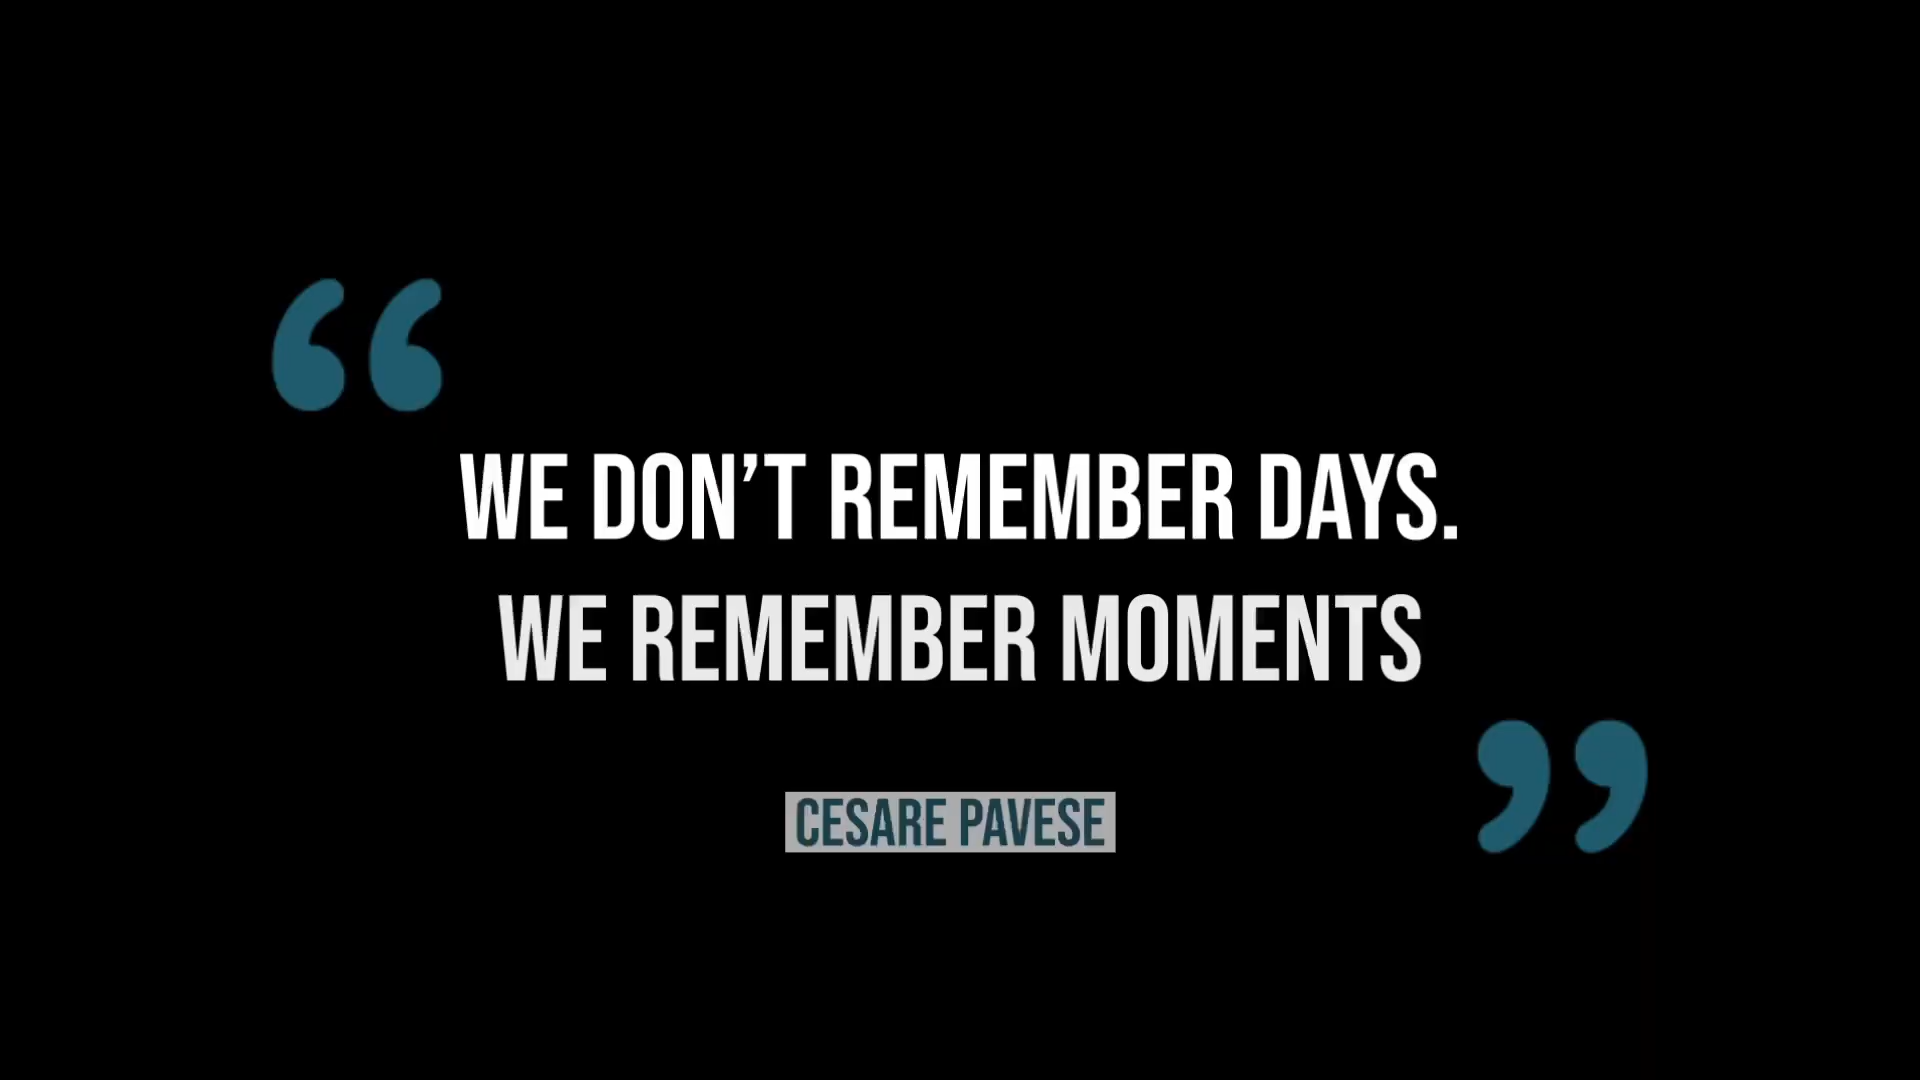 “
WE DON’T REMEMBER DAYS.
WE REMEMBER MOMENTS
”
CESARE PAVESE